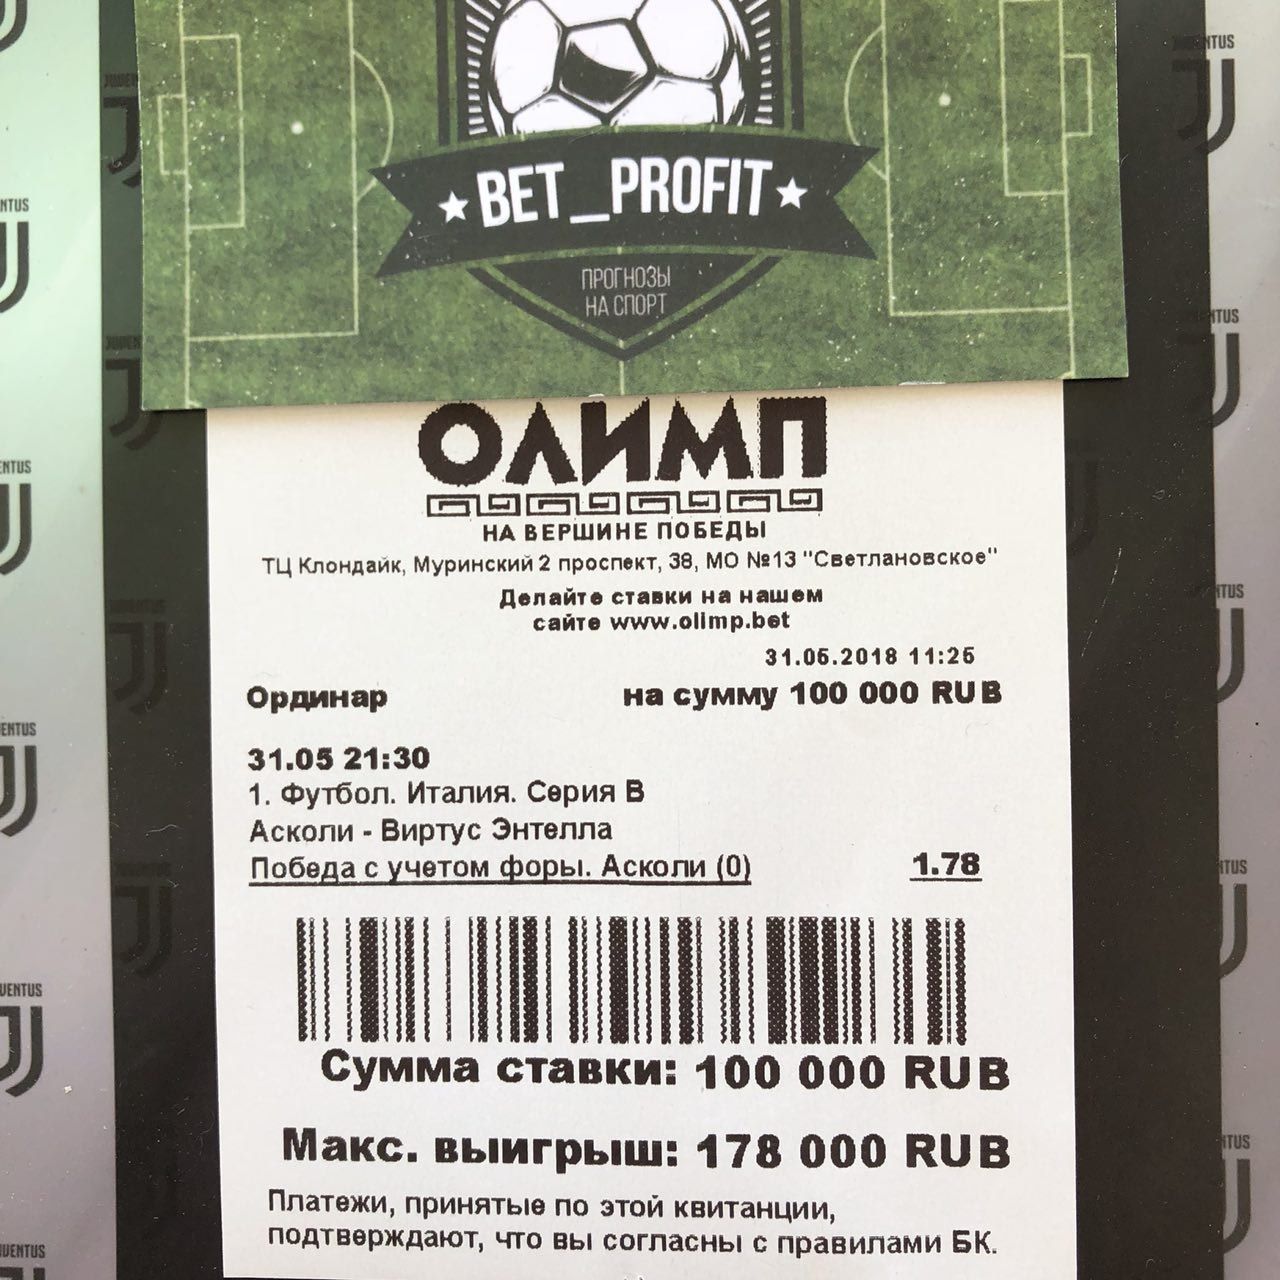 ★ BET_PROFIT ★
ПРОГНОЗЫ
НА СПОРТ
ОЛИМП
НА ВЕРШИНЕ ПОБЕДЫ
ТЦ Клондайк, Муринский 2 проспект, 38, МО №13 "Светлановское"
Делайте ставки на нашем
сайте www.olimp.bet
31.05.2018 11:25
Ординар на сумму 100 000 RUB
31.05 21:30
1. Футбол. Италия. Серия В
Асколи - Виртус Энтелла
Победа с учетом форы. Асколи (0) 1.78
Сумма ставки: 100 000 RUB
Макс. выигрыш: 178 000 RUB
Платежи, принятые по этой квитанции,
подтверждают, что вы согласны с правилами БК.
JUVENTUS